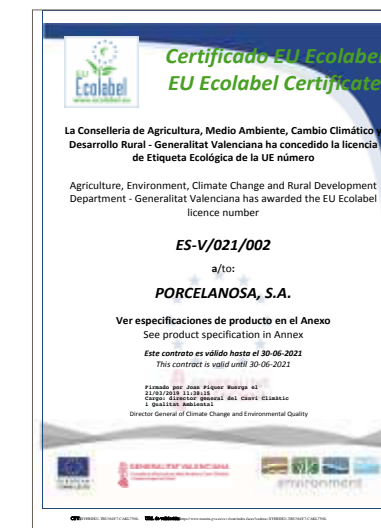 Certificado EU Ecolabel
EU Ecolabel Certificate
EU
Ecolabel
www.ecolabel.eu
La Conselleria de Agricultura, Medio Ambiente, Cambio Climático y
Desarrollo Rural - Generalitat Valenciana ha concedido la licencia
de Etiqueta Ecológica de la UE número
Agriculture, Environment, Climate Change and Rural Development
Department - Generalitat Valenciana has awarded the EU Ecolabel
licence number
ES-V/021/002
a/to:
PORCELANOSA, S.A.
Ver especificaciones de producto en el Anexo
See product specification in Annex
Este contrato es válido hasta el 30-06-2021
This contract is valid until 30-06-2021
Firmado por Joan Piquer Huerga el
21/03/2019 11:38:15
Cargo: director general del Canvi Climàtic
i Qualitat Ambiental
Director General of Climate Change and Environmental Quality
GENERALITAT VALENCIANA
environment